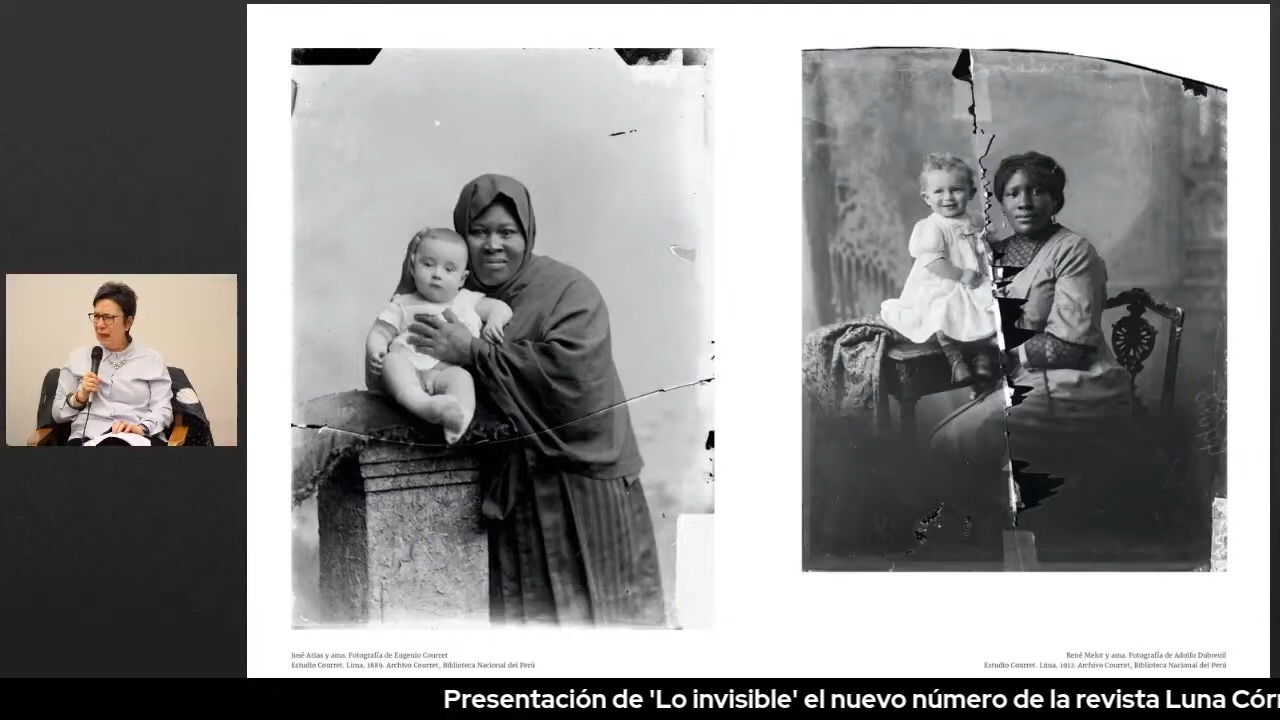 José Arias y ama. Fotografía de Eugenio Courret
Estudio Courret. Lima, 1889. Archivo Courret, Biblioteca Nacional del Perú
René Melot y ama. Fotografía de Adolfo Dubreuil
Estudio Courret. Lima, 1912. Archivo Courret, Biblioteca Nacional del Perú
Presentación de 'Lo invisible' el nuevo número de la revista Luna Cór